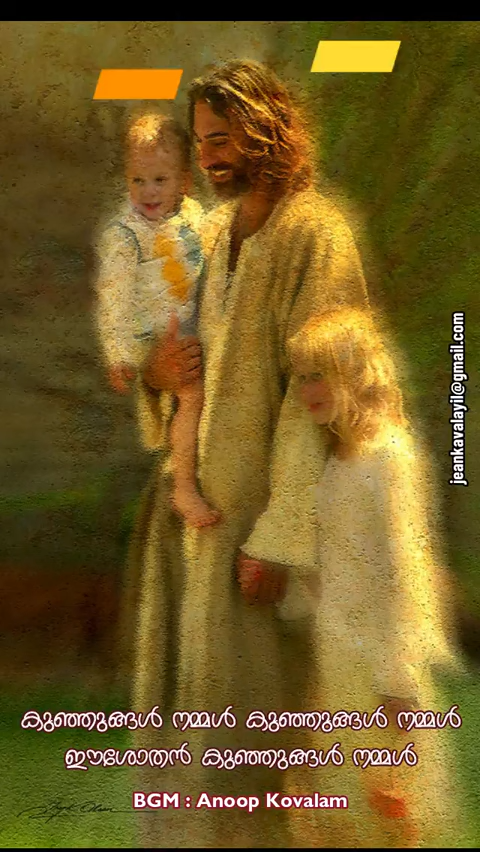 jeankavalayil@gmail.com
കുഞ്ഞുങ്ങൾ നമ്മൾ കുഞ്ഞുങ്ങൾ നമ്മൾ
ഈശോതൻ കുഞ്ഞുങ്ങൾ നമ്മൾ
BGM : Anoop Kovalam